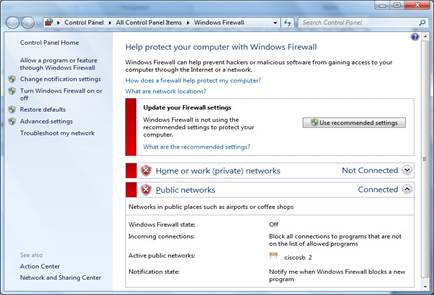 Control Panel ▸ All Control Panel Items ▸ Windows Firewall
Search Control Panel
Control Panel Home
Allow a program or feature
through Windows Firewall
Change notification settings
Turn Windows Firewall on or
off
Restore defaults
Advanced settings
Troubleshoot my network
See also
Action Center
Network and Sharing Center
Help protect your computer with Windows Firewall
Windows Firewall can help prevent hackers or malicious software from gaining access to your
computer through the Internet or a network.
How does a firewall help protect my computer?
What are network locations?
Update your Firewall settings
Windows Firewall is not using the
recommended settings to protect your
computer.
What are the recommended settings?
Use recommended settings
Home or work (private) networks Not Connected
Public networks Connected
Networks in public places such as airports or coffee shops
Windows Firewall state: Off
Incoming connections: Block all connections to programs that are not
on the list of allowed programs
Active public networks: ciscosb 2
Notification state: Notify me when Windows Firewall blocks a new
program